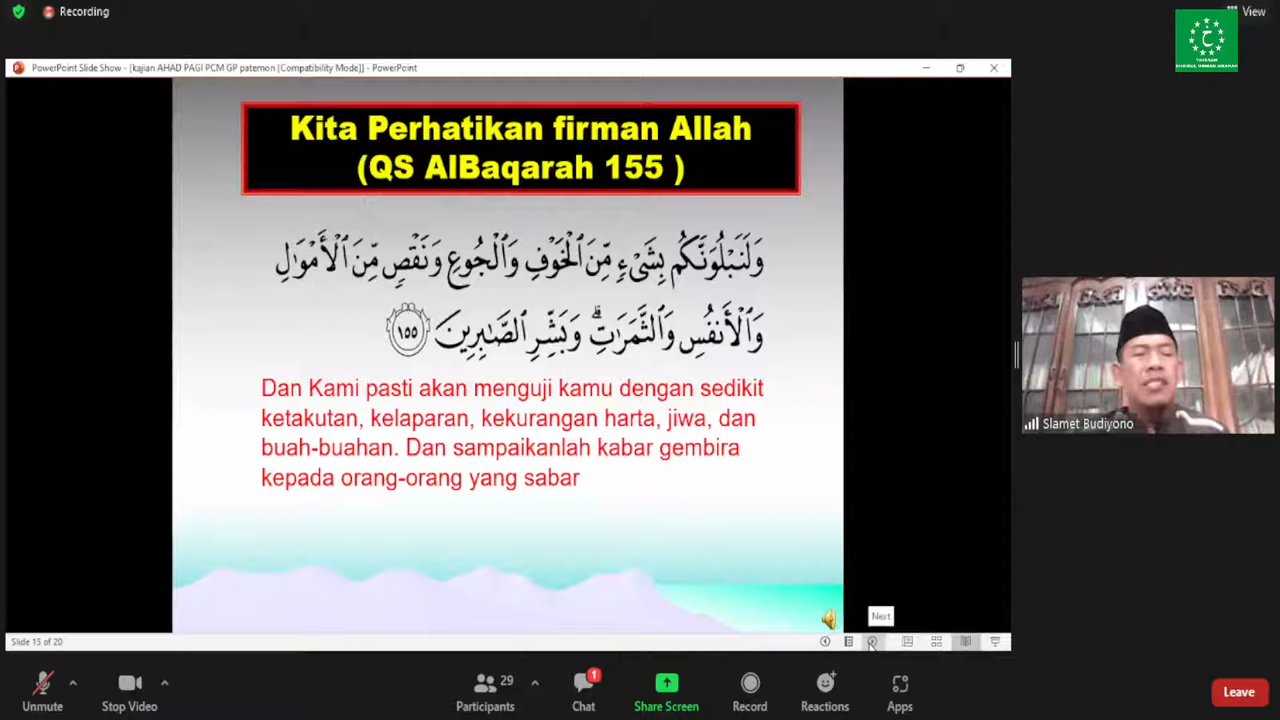 Recording
View
YAYASAN
KHAIRUL UMMAH AMANAH
PowerPoint Slide Show - [kajian AHAD PAGI PCM GP patemon [Compatibility Mode]] - PowerPoint
Kita Perhatikan firman Allah
(QS AlBaqarah 155 )
وَلَنَبْلُوَنَّكُم بِشَىْءٍ مِّنَ ٱلْخَوْفِ وَٱلْجُوعِ وَنَقْصٍ مِّنَ ٱلْأَمْوَٰلِ
وَٱلْأَنفُسِ وَٱلثَّمَرَٰتِ ۗ وَبَشِّرِ ٱلصَّٰبِرِينَ ١٥٥
Dan Kami pasti akan menguji kamu dengan sedikit
ketakutan, kelaparan, kekurangan harta, jiwa, dan
buah-buahan. Dan sampaikanlah kabar gembira
kepada orang-orang yang sabar
Slamet Budiyono
Next
Slide 15 of 20
Unmute
Stop Video
29
Participants
1
Chat
Share Screen
Record
Reactions
Apps
Leave